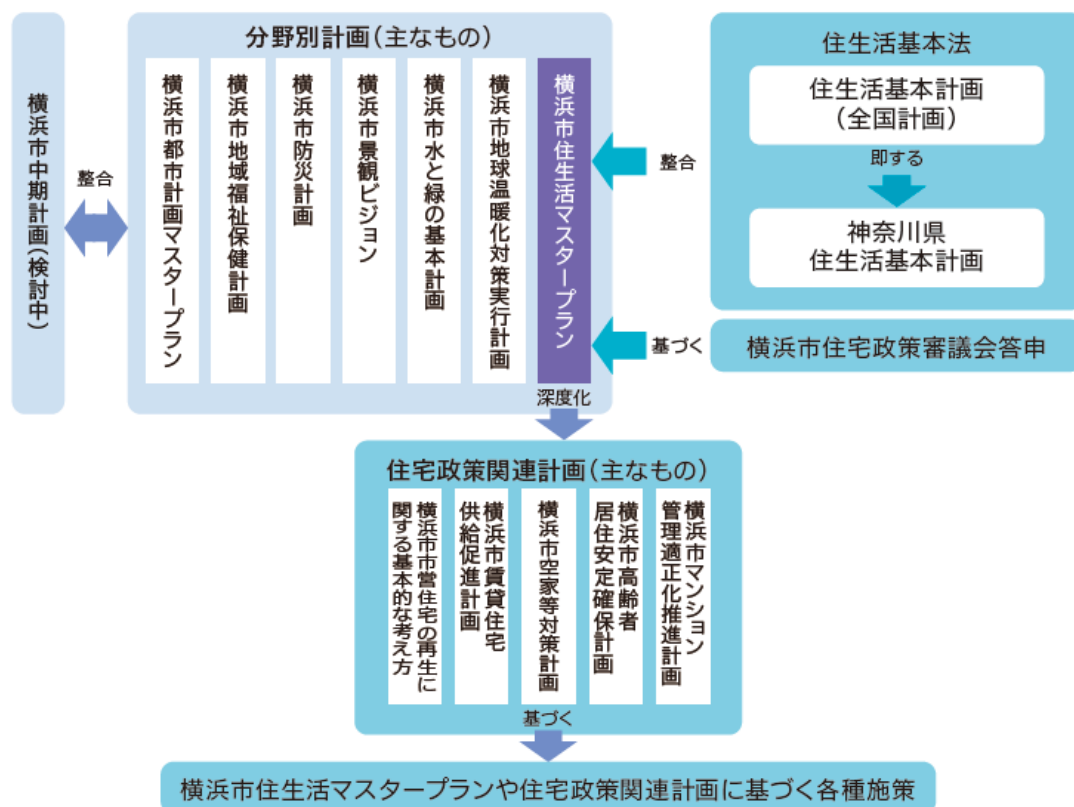 横浜市中期計画(検討中)
整合
分野別計画(主なもの)
横浜市都市計画マスタープラン
横浜市地域福祉保健計画
横浜市防災計画
横浜市景観ビジョン
横浜市水と緑の基本計画
横浜市地球温暖化対策実行計画
横浜市住生活マスタープラン
整合
基づく
住生活基本法
住生活基本計画
(全国計画)
即する
神奈川県
住生活基本計画
横浜市住宅政策審議会答申
深度化
住宅政策関連計画(主なもの)
横浜市市営住宅の再生に
関する基本的な考え方
横浜市賃貸住宅
供給促進計画
横浜市空家等対策計画
横浜市高齢者
居住安定確保計画
横浜市マンション
管理適正化推進計画
基づく
横浜市住生活マスタープランや住宅政策関連計画に基づく各種施策